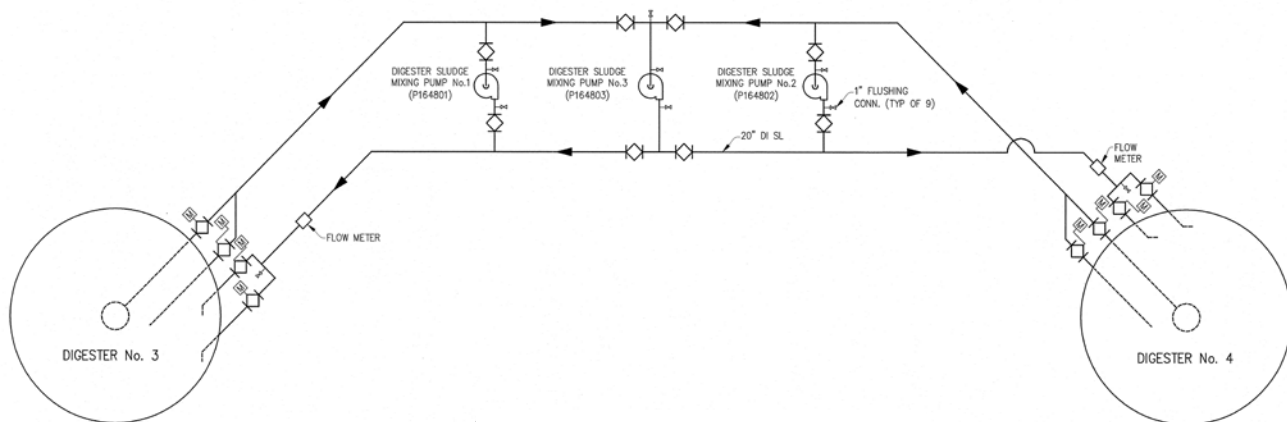 DIGESTER SLUDGE
MIXING PUMP No.1
(P164801)
DIGESTER SLUDGE
MIXING PUMP No.3
(P164803)
DIGESTER SLUDGE
MIXING PUMP No.2
(P164802)
1" FLUSHING
CONN. (TYP OF 9)
20" DI SL
FLOW
METER
M
M
M
M
M
M
M
M
FLOW METER
DIGESTER No. 3
DIGESTER No. 4